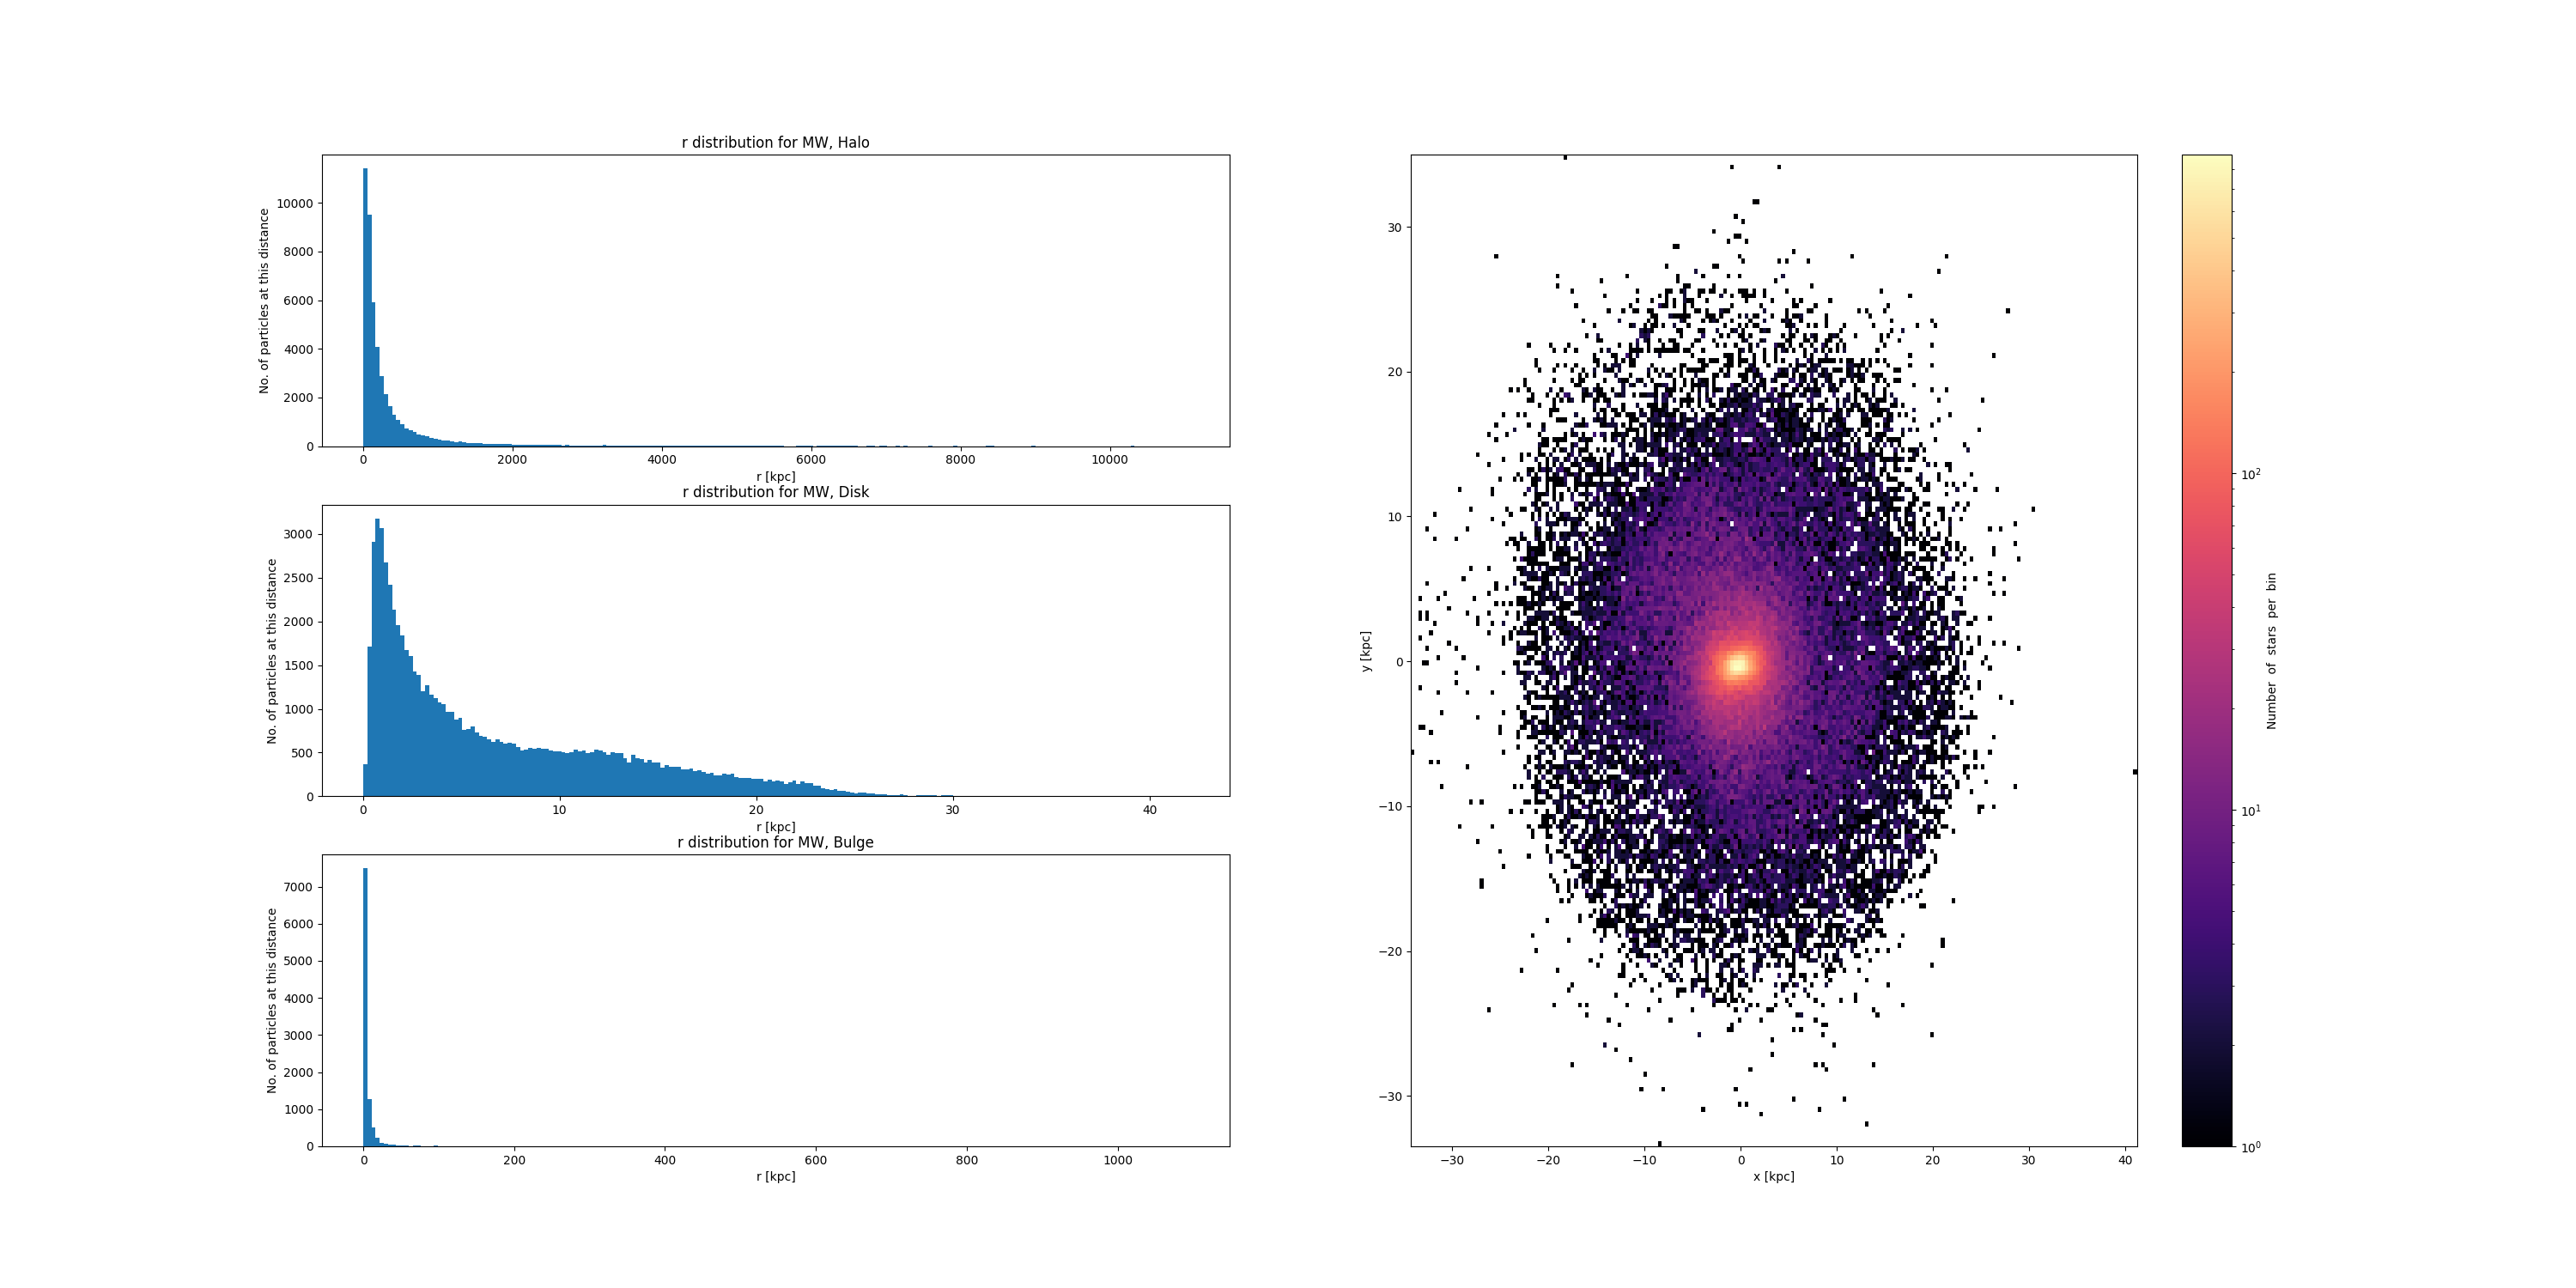 r distribution for MW, Halo
No. of particles at this distance
10000
8000
6000
4000
2000
0
0 2000 4000 6000 8000 10000
r [kpc]
r distribution for MW, Disk
No. of particles at this distance
3000
2500
2000
1500
1000
500
0
0 10 20 30 40
r [kpc]
r distribution for MW, Bulge
No. of particles at this distance
7000
6000
5000
4000
3000
2000
1000
0
0 200 400 600 800 1000
r [kpc]
y [kpc]
30
20
10
0
−10
−20
−30
−30 −20 −10 0 10 20 30 40
x [kpc]
10²
10¹
10⁰
Number of stars per bin